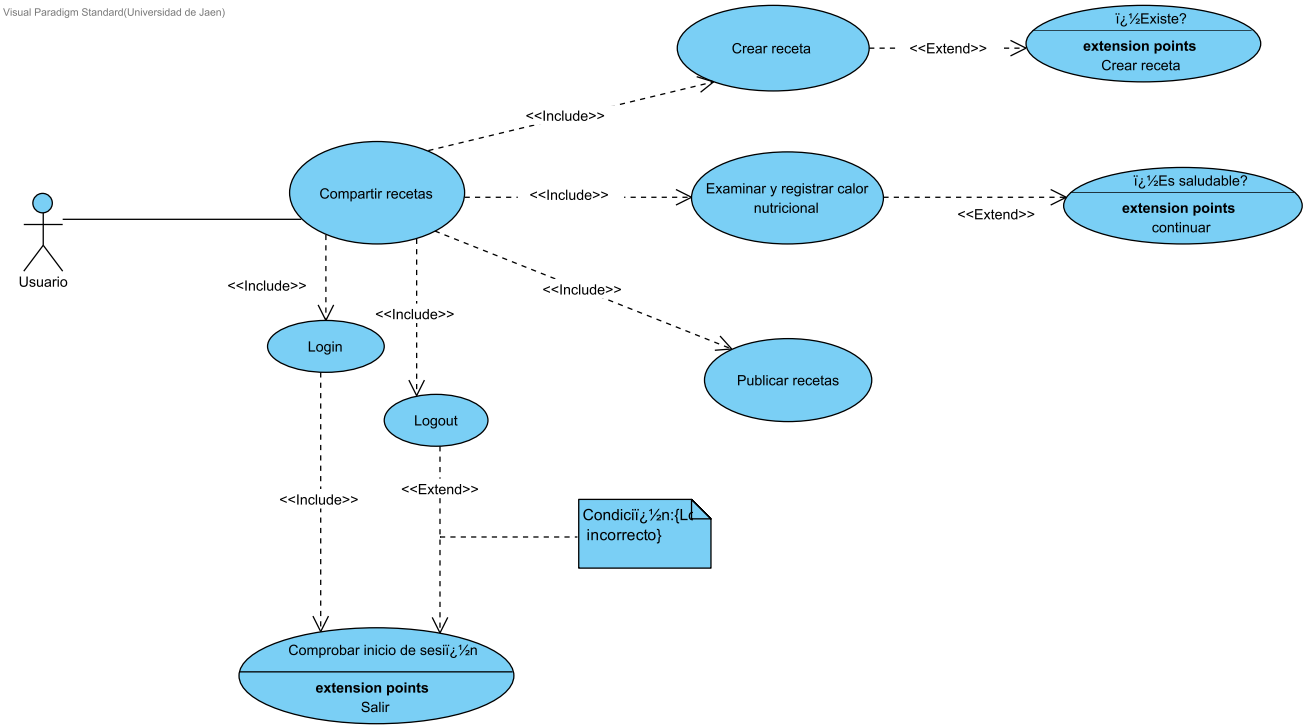 Visual Paradigm Standard(Universidad de Jaen)
Crear receta
<<Extend>>
ï¿½Existe?
extension points
Crear receta
<<Include>>
Compartir recetas
<<Include>>
Examinar y registrar calor
nutricional
<<Extend>>
ï¿½Es saludable?
extension points
continuar
Usuario
<<Include>>
<<Include>>
<<Include>>
Login
Publicar recetas
Logout
<<Include>>
<<Extend>>
Condiciï¿½n:{Lo
incorrecto}
Comprobar inicio de sesiï¿½n
extension points
Salir